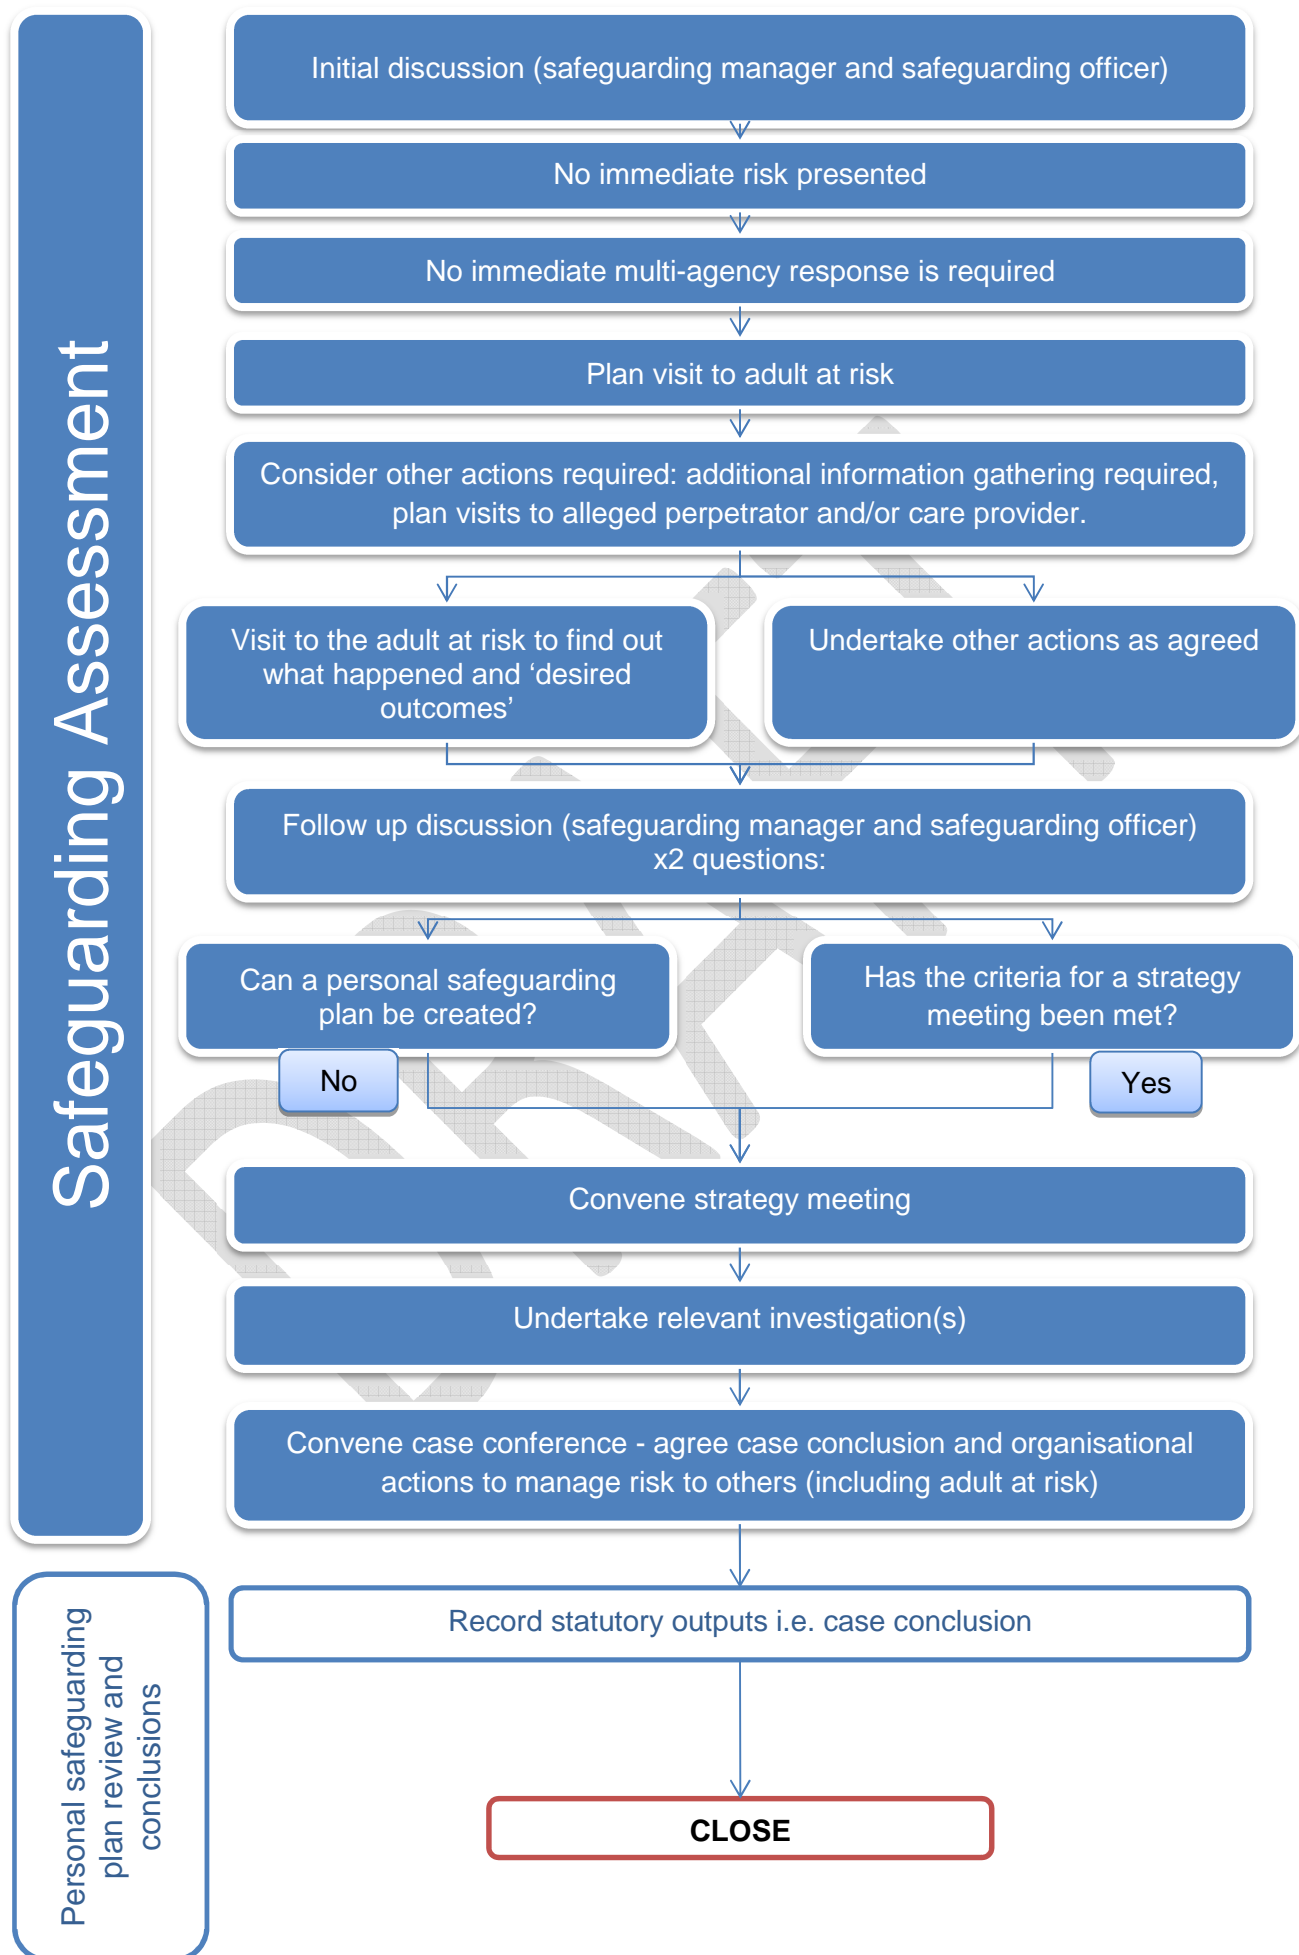 Safeguarding Assessment
Initial discussion (safeguarding manager and safeguarding officer)
No immediate risk presented
No immediate multi-agency response is required
Plan visit to adult at risk
Consider other actions required: additional information gathering required,
plan visits to alleged perpetrator and/or care provider.
Visit to the adult at risk to find out
what happened and ‘desired
outcomes’
Undertake other actions as agreed
Follow up discussion (safeguarding manager and safeguarding officer)
x2 questions:
Can a personal safeguarding
plan be created?
Has the criteria for a strategy
meeting been met?
No
Yes
Convene strategy meeting
Undertake relevant investigation(s)
Convene case conference - agree case conclusion and organisational
actions to manage risk to others (including adult at risk)
Personal safeguarding
plan review and
conclusions
Record statutory outputs i.e. case conclusion
CLOSE
DRAFT